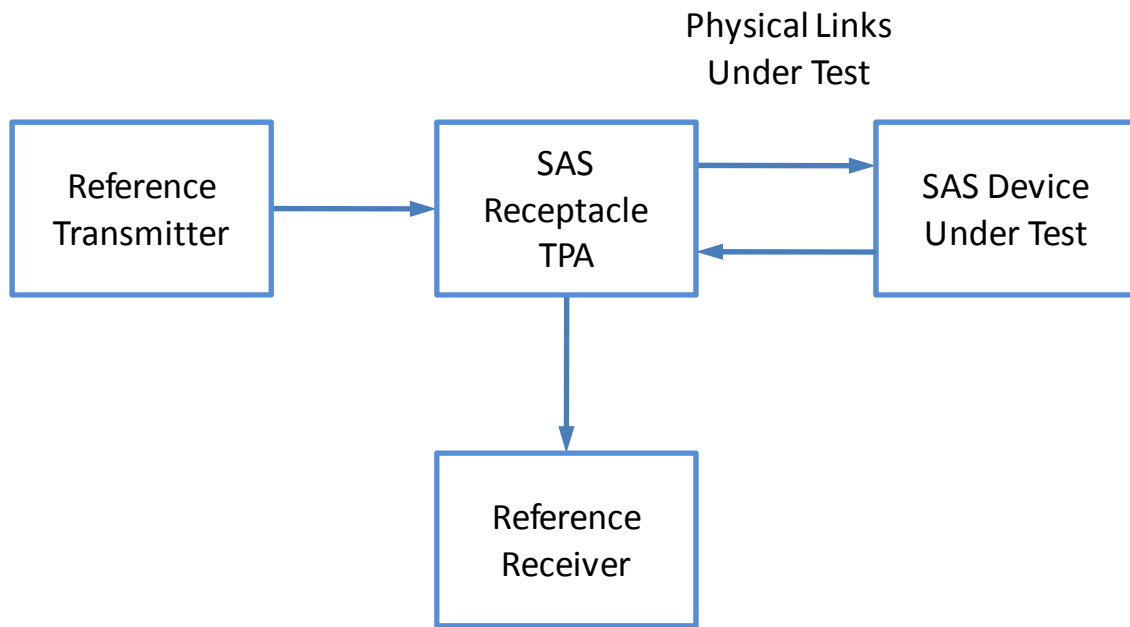 Physical Links
Under Test
Reference
Transmitter
SAS
Receptacle
TPA
SAS Device
Under Test
Reference
Receiver